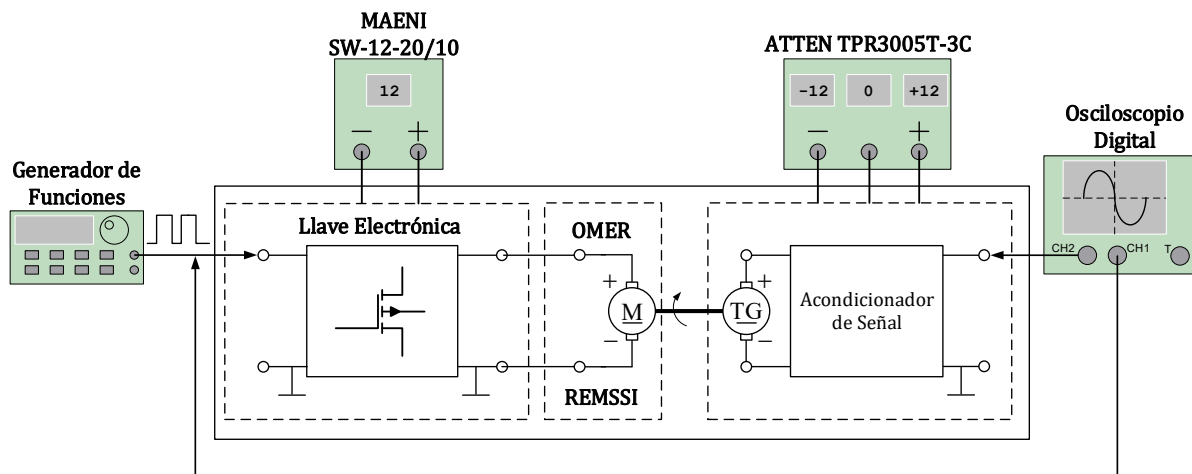 MAENI
SW-12-20/10
12
ATTEN TPR3005T-3C
-12
0
+12
Osciloscopio
Digital
CH2
CH1
T
Generador de
Funciones
Llave Electrónica
OMER
REMSSI
+
M
−
+
TG
−
Acondicionador
de Señal
− +
− +